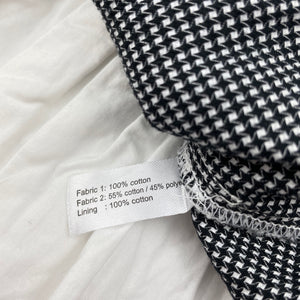 Fabric 1: 100% cotton
Fabric 2: 55% cotton / 45% polye
Lining : 100% cotton